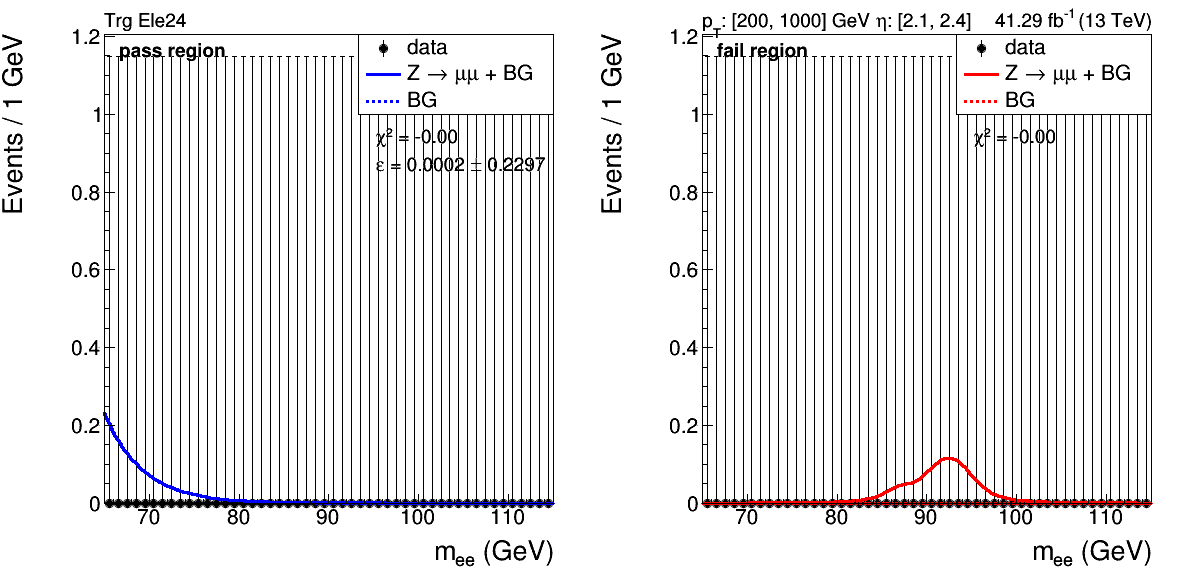 Trg Ele24
pass region
data
Z → μμ + BG
BG
χ² = -0.00
ε = 0.0002 ± 0.2297
Events / 1 GeV
1.2
1
0.8
0.6
0.4
0.2
0
70 80 90 100 110
mee (GeV)
pT: [200, 1000] GeV η: [2.1, 2.4] 41.29 fb-1 (13 TeV)
fail region
data
Z → μμ + BG
BG
χ² = -0.00
Events / 1 GeV
1.2
1
0.8
0.6
0.4
0.2
0
70 80 90 100 110
mee (GeV)